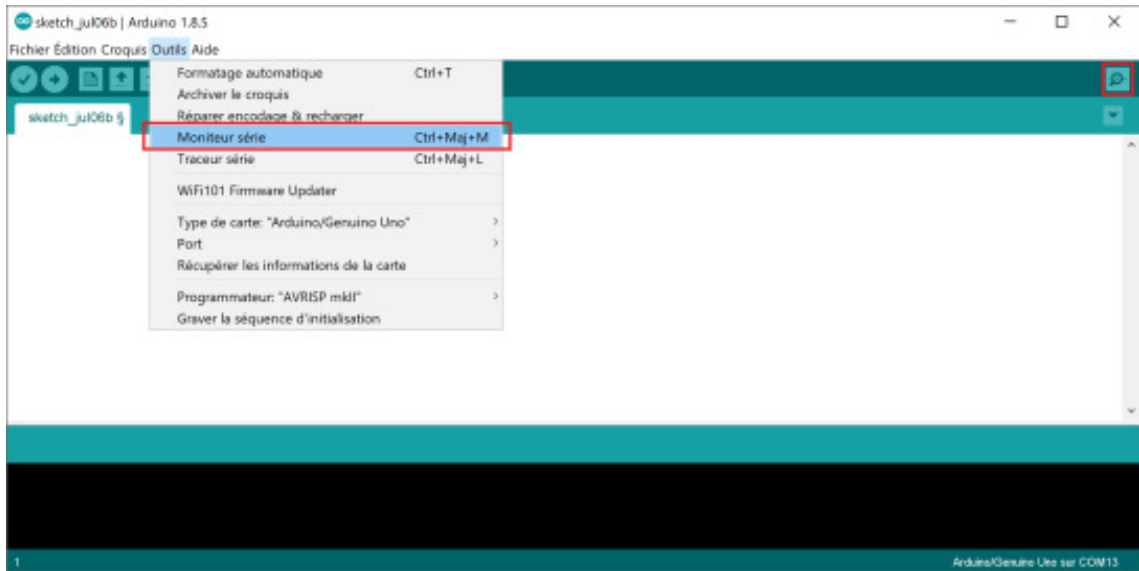 sketch_jul06b | Arduino 1.8.5
Fichier Édition Croquis Outils Aide
sketch_jul06b §
Formatage automatique Ctrl+T
Archiver le croquis
Réparer encodage & recharger
Moniteur série Ctrl+Maj+M
Traceur série Ctrl+Maj+L
WiFi101 Firmware Updater
Type de carte: "Arduino/Genuino Uno"
Port
Récupérer les informations de la carte
Programmateur: "AVRISP mkII"
Graver la séquence d'initialisation
1 Arduino/Genuino Uno sur COM13